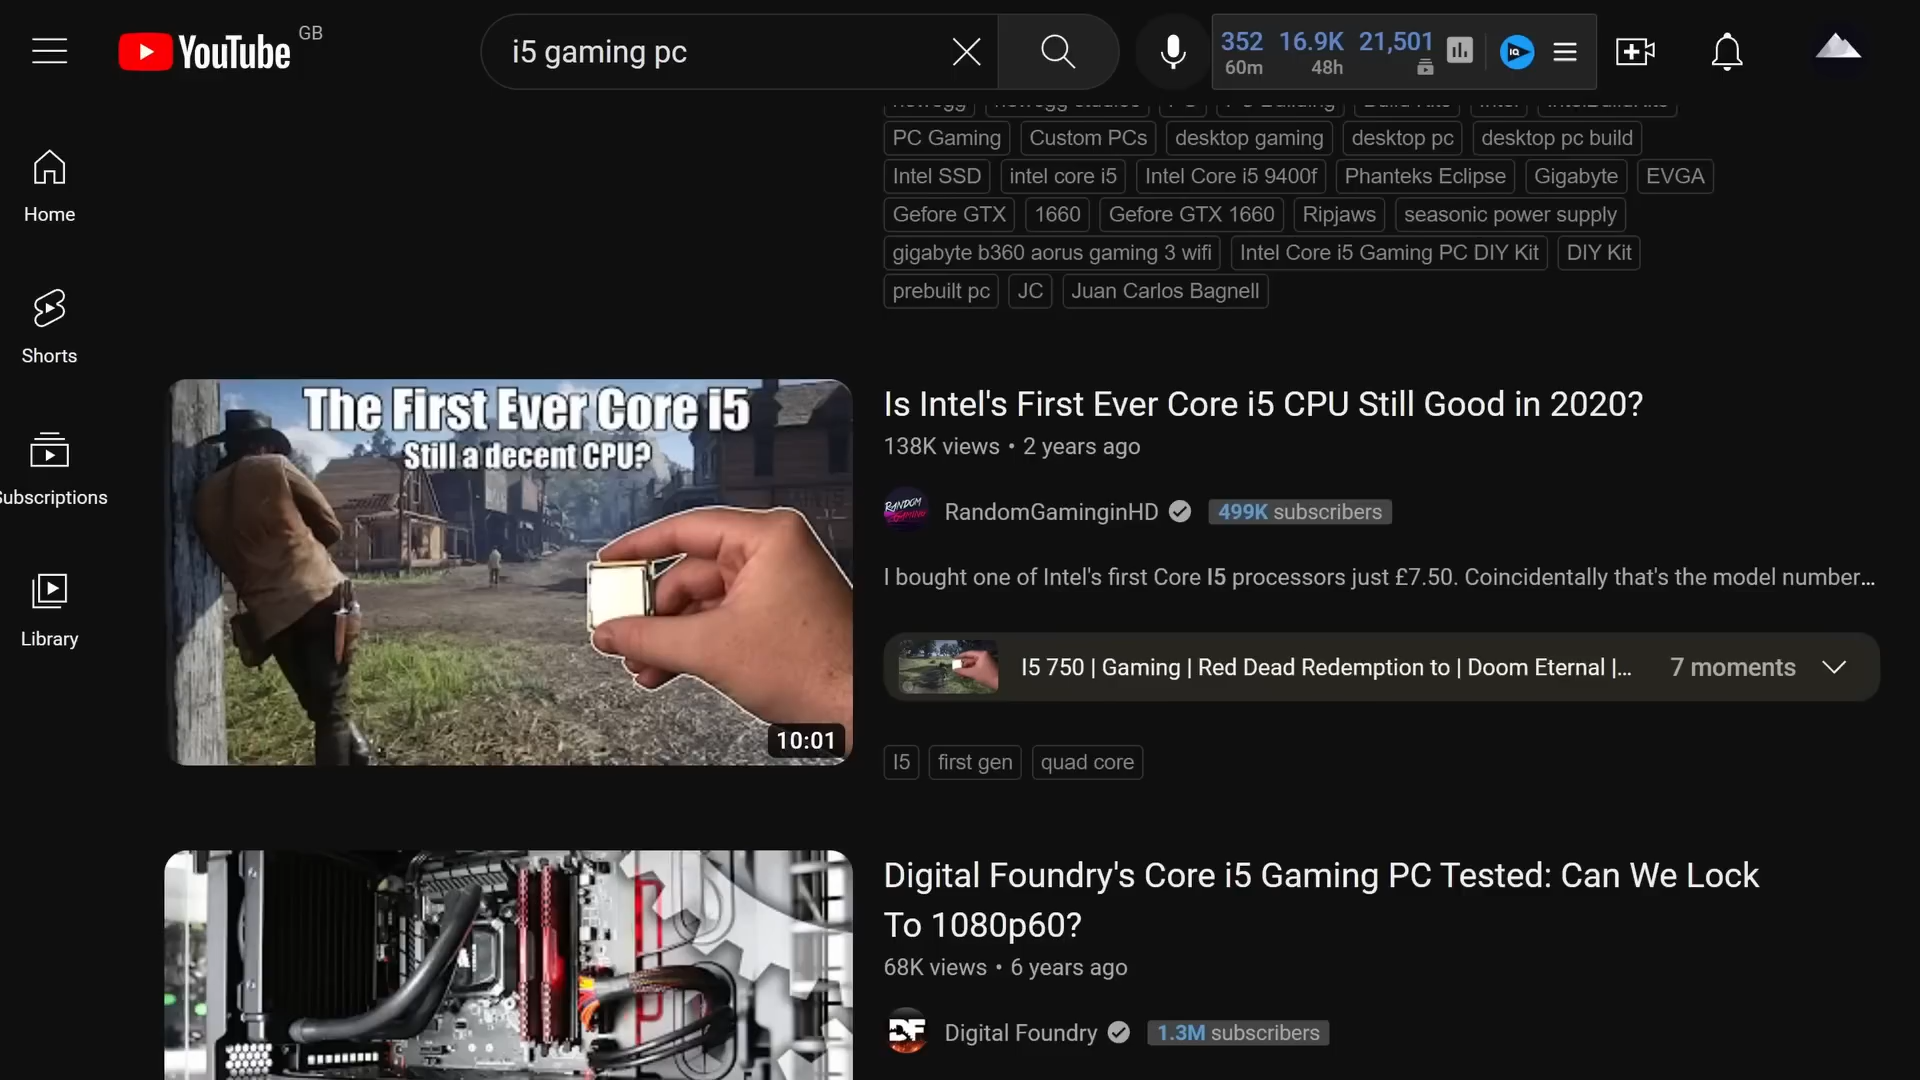 YouTube GB
i5 gaming pc
352 16.9K 21,501
60m 48h
IQ
PC Gaming Custom PCs desktop gaming desktop pc desktop pc build
Home
Intel SSD intel core i5 Intel Core i5 9400f Phanteks Eclipse Gigabyte EVGA
Gefore GTX 1660 Gefore GTX 1660 Ripjaws seasonic power supply
gigabyte b360 aorus gaming 3 wifi Intel Core i5 Gaming PC DIY Kit DIY Kit
prebuilt pc JC Juan Carlos Bagnell
Shorts
Subscriptions
Library
The First Ever Core i5
Still a decent CPU?
10:01
Is Intel's First Ever Core i5 CPU Still Good in 2020?
138K views • 2 years ago
RANDOM GAMING
RandomGaminginHD 499K subscribers
I bought one of Intel's first Core I5 processors just £7.50. Coincidentally that's the model number...
I5 750 | Gaming | Red Dead Redemption to | Doom Eternal |... 7 moments
I5 first gen quad core
Digital Foundry's Core i5 Gaming PC Tested: Can We Lock
To 1080p60?
68K views • 6 years ago
DF
Digital Foundry 1.3M subscribers